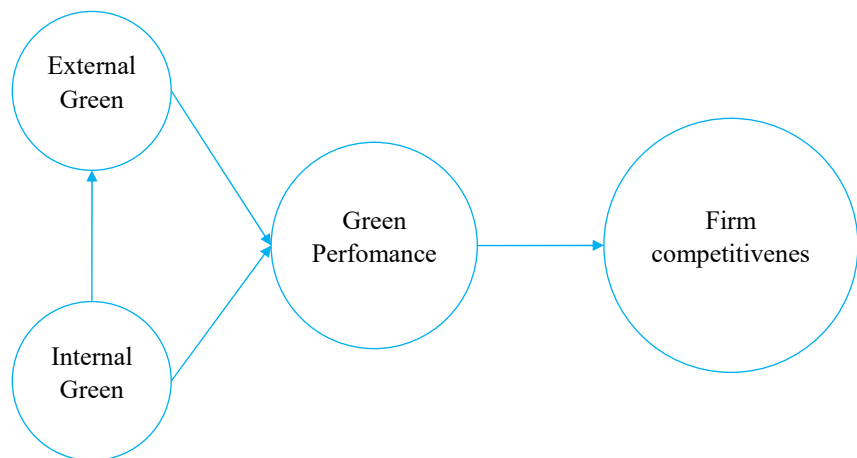 External
Green
Green
Perfomance
Firm
competitivenes
Internal
Green